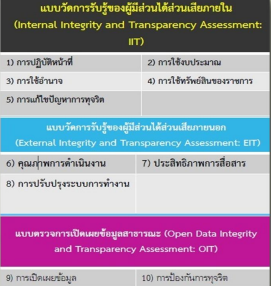 แบบวัดการรับรู้ของผู้มีส่วนได้ส่วนเสียภายใน
(Internal Integrity and Transparency Assessment:
IIT)
1) การปฏิบัติหน้าที่ 2) การใช้งบประมาณ
3) การใช้อำนาจ 4) การใช้ทรัพย์สินของราชการ
5) การแก้ไขปัญหาการทุจริต
แบบวัดการรับรู้ของผู้มีส่วนได้ส่วนเสียภายนอก
(External Integrity and Transparency Assessment: EIT)
6) คุณภาพการดำเนินงาน 7) ประสิทธิภาพการสื่อสาร
8) การปรับปรุงระบบการทำงาน
แบบตรวจการเปิดเผยข้อมูลสาธารณะ (Open Data Integrity
and Transparency Assessment: OIT)
9) การเปิดเผยข้อมูล 10) การป้องกันการทุจริต